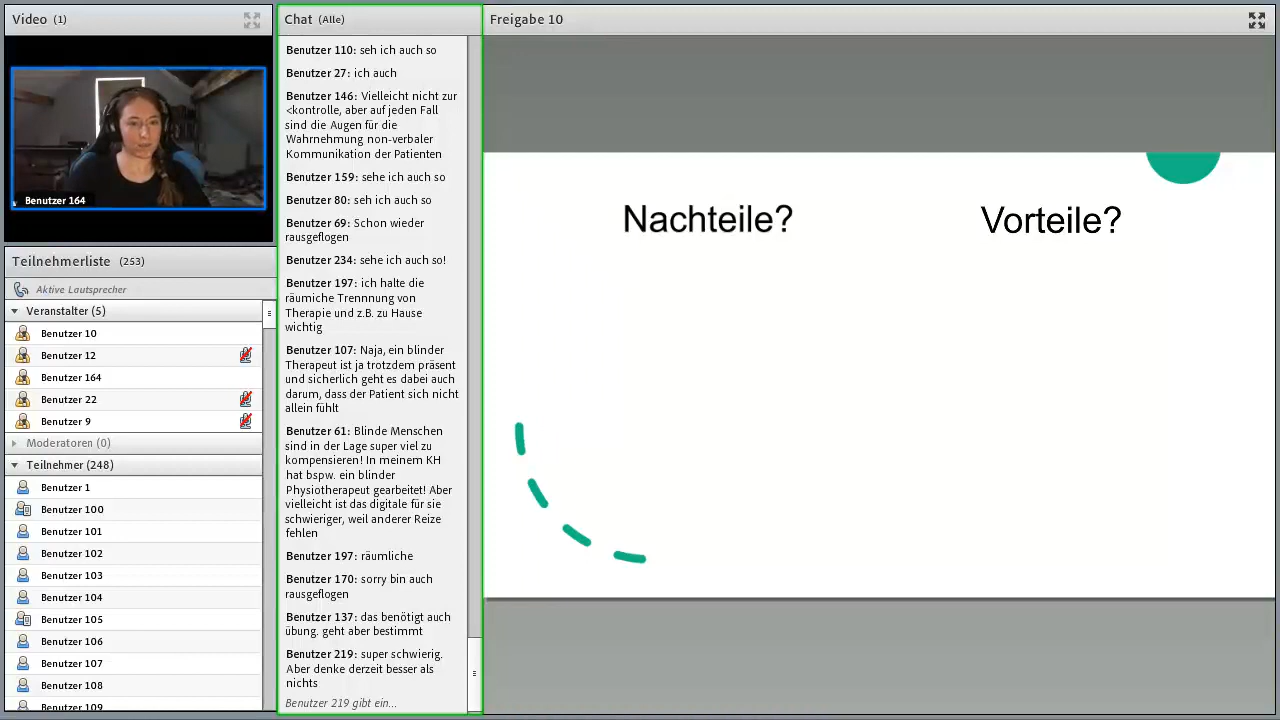 Video (1)
Benutzer 164
Teilnehmerliste (253)
Aktive Lautsprecher
Veranstalter (5)
Benutzer 10
Benutzer 12
Benutzer 164
Benutzer 22
Benutzer 9
Moderatoren (0)
Teilnehmer (248)
Benutzer 1
Benutzer 100
Benutzer 101
Benutzer 102
Benutzer 103
Benutzer 104
Benutzer 105
Benutzer 106
Benutzer 107
Benutzer 108
Benutzer 109
Chat (Alle)
Benutzer 110: seh ich auch so
Benutzer 27: ich auch
Benutzer 146: Vielleicht nicht zur
<kontrolle, aber auf jeden Fall
sind die Augen für die
Wahrnehmung non-verbaler
Kommunikation der Patienten
Benutzer 159: sehe ich auch so
Benutzer 80: seh ich auch so
Benutzer 69: Schon wieder
rausgeflogen
Benutzer 234: sehe ich auch so!
Benutzer 197: ich halte die
räumiche Trennnung von
Therapie und z.B. zu Hause
wichtig
Benutzer 107: Naja, ein blinder
Therapeut ist ja trotzdem präsent
und sicherlich geht es dabei auch
darum, dass der Patient sich nicht
allein fühlt
Benutzer 61: Blinde Menschen
sind in der Lage super viel zu
kompensieren! In meinem KH
hat bspw. ein blinder
Physiotherapeut gearbeitet! Aber
vielleicht ist das digitale für sie
schwieriger, weil anderer Reize
fehlen
Benutzer 197: räumliche
Benutzer 170: sorry bin auch
rausgeflogen
Benutzer 137: das benötigt auch
übung. geht aber bestimmt
Benutzer 219: super schwierig.
Aber denke derzeit besser als
nichts
Benutzer 219 gibt ein...
Freigabe 10
Nachteile?
Vorteile?